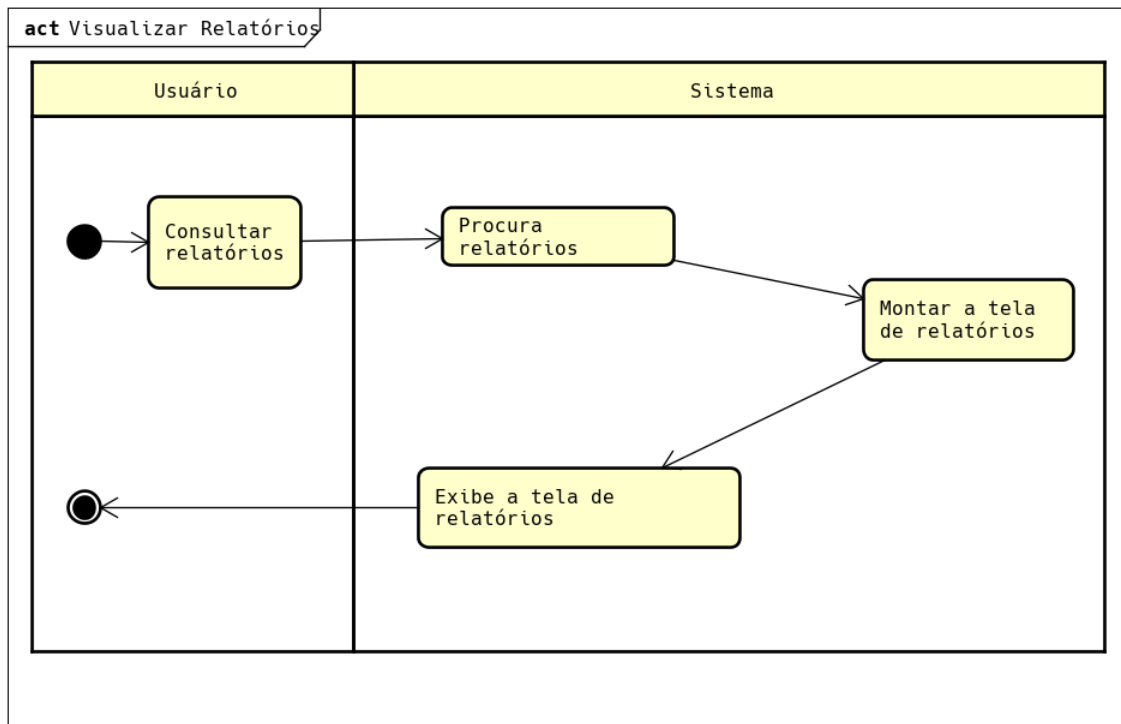 act Visualizar Relatórios
Usuário
Sistema
Consultar
relatórios
Procura
relatórios
Montar a tela
de relatórios
Exibe a tela de
relatórios